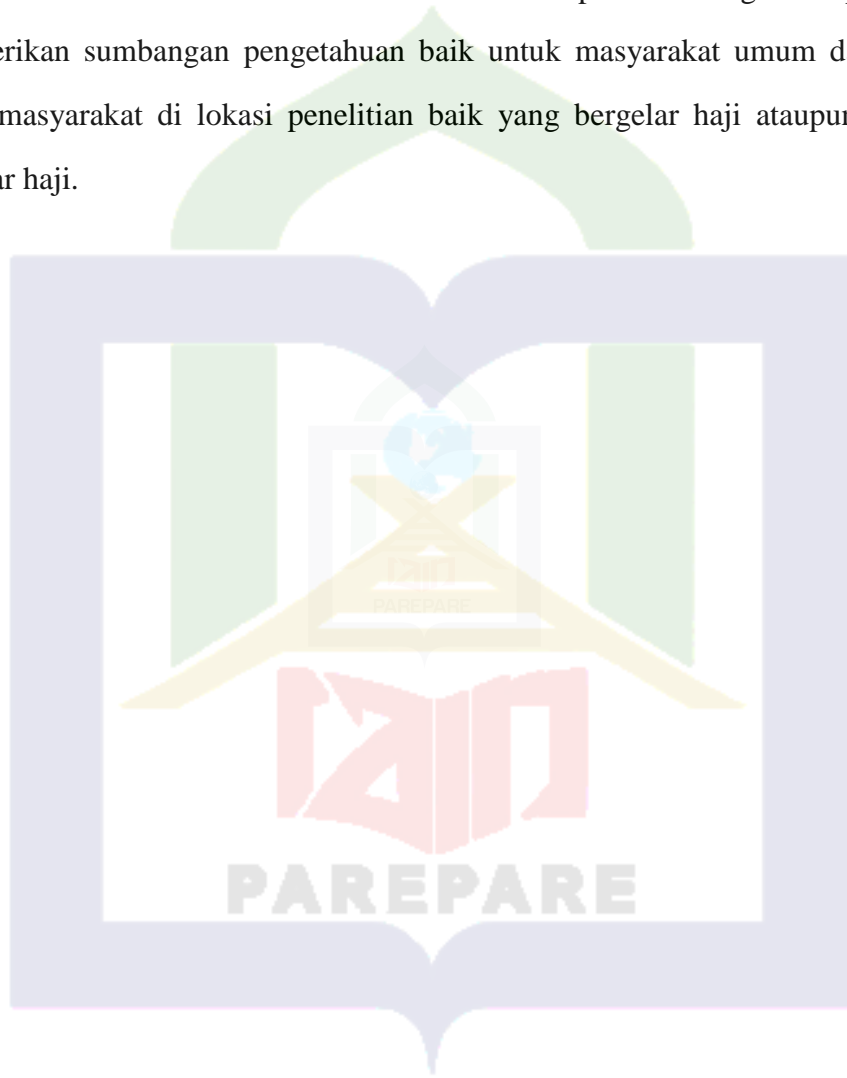 erikan sumbangan pengetahuan baik untuk masyarakat umum d
masyarakat di lokasi penelitian baik yang bergelar haji ataupun
ar haji.
PAREPARE
iain
PAREPARE